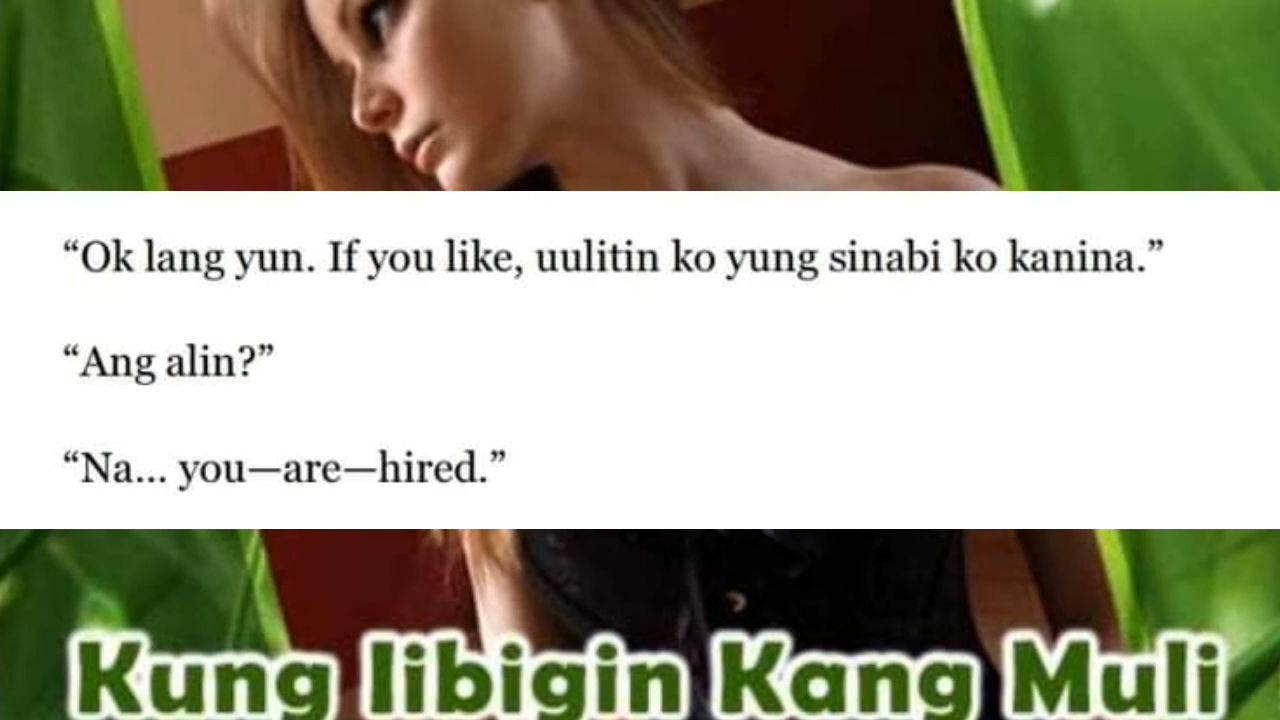 “Ok lang yun. If you like, uulitin ko yung sinabi ko kanina.”
“Ang alin?”
“Na... you—are—hired.”
Kung Iibigin Kang Muli